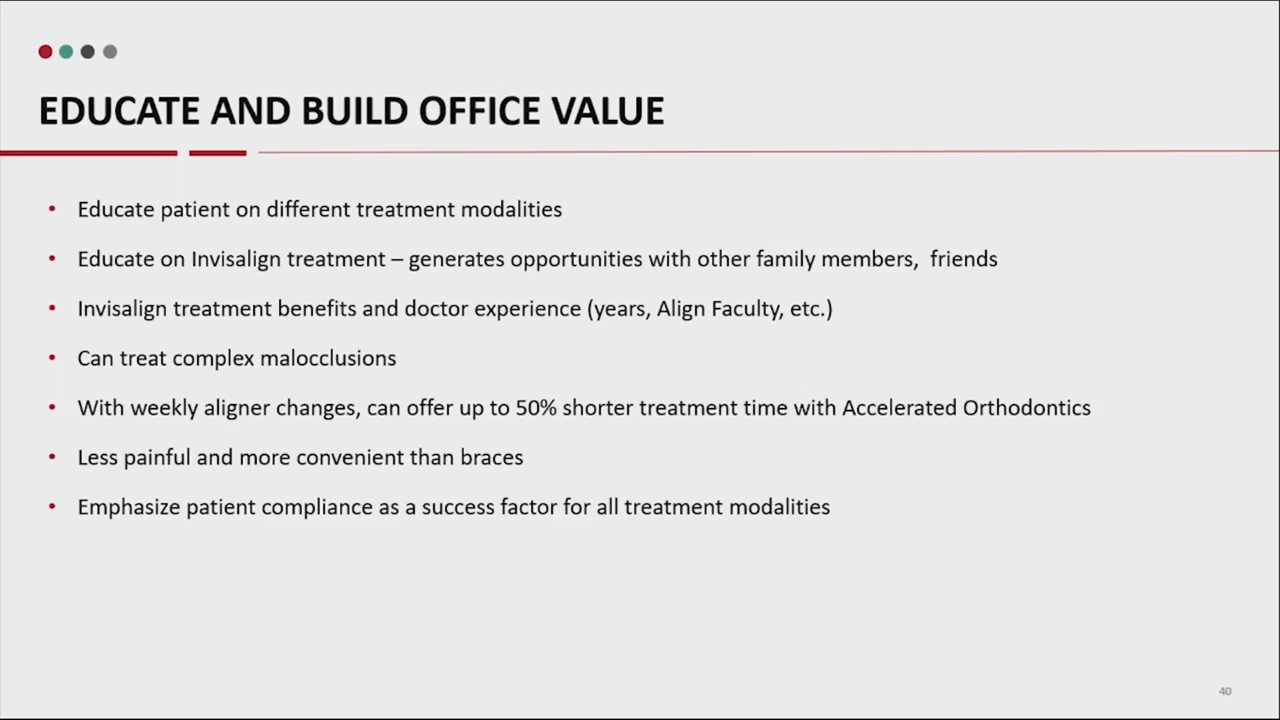 EDUCATE AND BUILD OFFICE VALUE
• Educate patient on different treatment modalities
• Educate on Invisalign treatment – generates opportunities with other family members,  friends
• Invisalign treatment benefits and doctor experience (years, Align Faculty, etc.)
• Can treat complex malocclusions
• With weekly aligner changes, can offer up to 50% shorter treatment time with Accelerated Orthodontics
• Less painful and more convenient than braces
• Emphasize patient compliance as a success factor for all treatment modalities
40